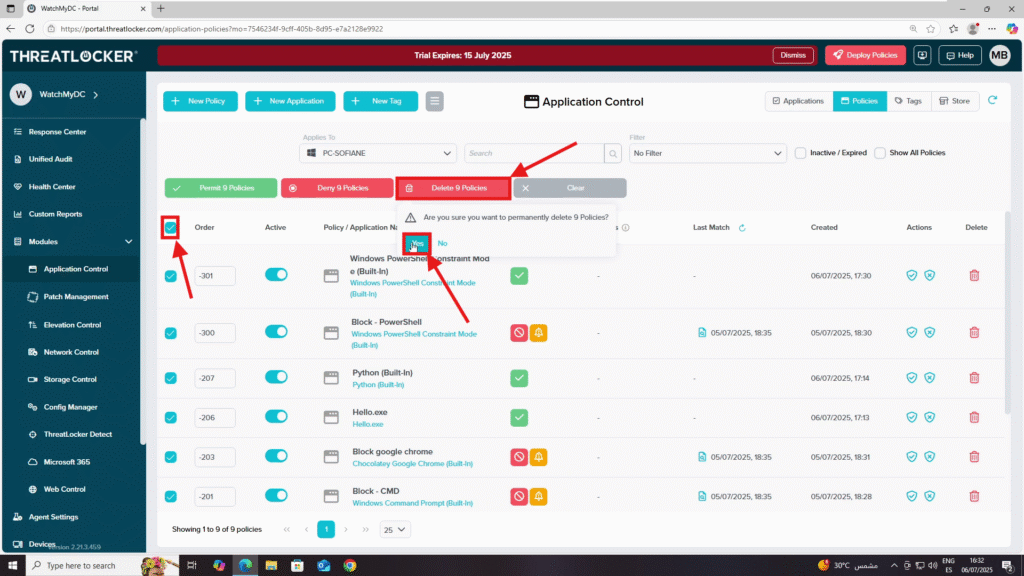 WatchMyDC - Portal
https://portal.threatlocker.com/application-policies?mo=7546234f-9cff-405b-8d95-e7a2128e9922
THREATLOCKER
Trial Expires: 15 July 2025
Dismiss
Deploy Policies
Help
MB
W
WatchMyDC
Response Center
Unified Audit
Health Center
Custom Reports
Modules
Application Control
Patch Management
Elevation Control
Network Control
Storage Control
Config Manager
ThreatLocker Detect
Microsoft 365
Web Control
Agent Settings
Devices
Version 2.21.3.459
New Policy
New Application
New Tag
Application Control
Applications
Policies
Tags
Store
Applies To
PC-SOFIANE
Search
Filter
No Filter
Inactive / Expired
Show All Policies
Permit 9 Policies
Deny 9 Policies
Delete 9 Policies
Clear
Are you sure you want to permanently delete 9 Policies?
Yes
No
Order
Active
Policy / Application Na
s
Last Match
Created
Actions
Delete
-301
Windows PowerShell Constraint Mod
e (Built-In)
Windows PowerShell Constraint Mode
(Built-In)
-
-
06/07/2025, 17:30
-300
Block - PowerShell
Windows PowerShell Constraint Mode
(Built-In)
-
05/07/2025, 18:35
05/07/2025, 18:30
-207
Python (Built-In)
Python (Built-In)
-
-
06/07/2025, 17:14
-206
Hello.exe
Hello.exe
-
-
06/07/2025, 17:13
-203
Block google chrome
Chocolatey Google Chrome (Built-In)
-
05/07/2025, 18:35
05/07/2025, 18:31
-201
Block - CMD
Windows Command Prompt (Built-In)
-
05/07/2025, 18:35
05/07/2025, 18:28
Showing 1 to 9 of 9 policies
1
25
Type here to search
30°C
مشمس
ENG
ES
16:32
06/07/2025
2